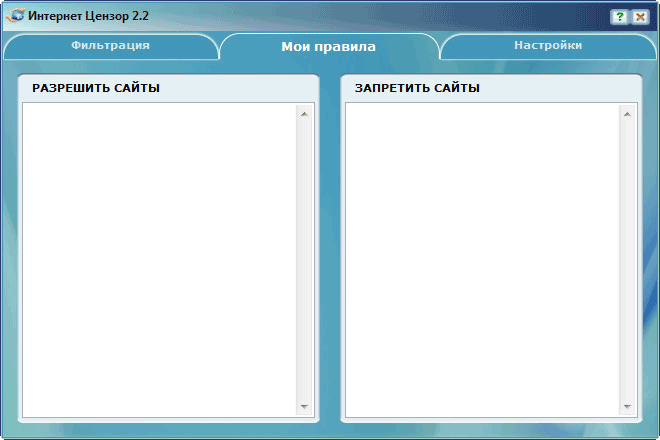 Интернет Цензор 2.2
?
Фильтрация
Мои правила
Настройки
РАЗРЕШИТЬ САЙТЫ
ЗАПРЕТИТЬ САЙТЫ